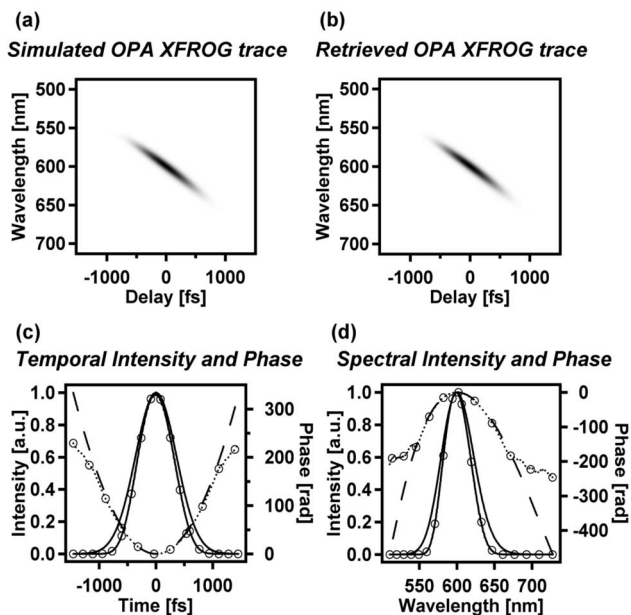 (a)
Simulated OPA XFROG trace
Wavelength [nm]
500
550
600
650
700
-1000 0 1000
Delay [fs]
(b)
Retrieved OPA XFROG trace
Wavelength [nm]
500
550
600
650
700
-1000 0 1000
Delay [fs]
(c)
Temporal Intensity and Phase
Intensity [a.u.]
1.0
0.8
0.6
0.4
0.2
0.0
300
200
100
0
Phase [rad]
-1000 0 1000
Time [fs]
(d)
Spectral Intensity and Phase
Intensity [a.u.]
1.0
0.8
0.6
0.4
0.2
0.0
0
-100
-200
-300
-400
Phase [rad]
550 600 650 700
Wavelength [nm]